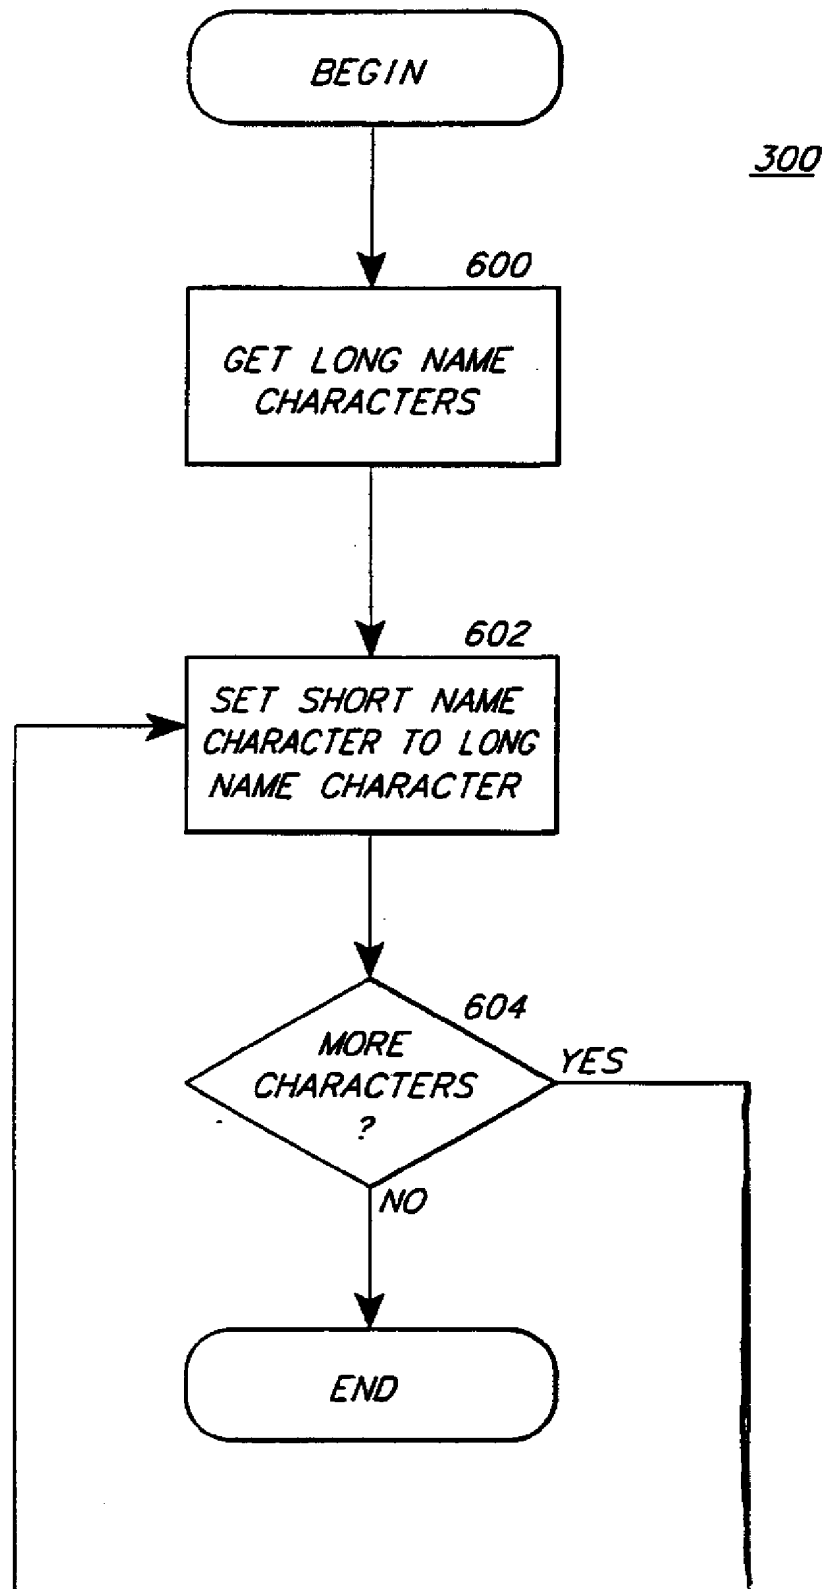 BEGIN
300
600
GET LONG NAME
CHARACTERS
602
SET SHORT NAME
CHARACTER TO LONG
NAME CHARACTER
604
MORE
CHARACTERS
?
YES
NO
END